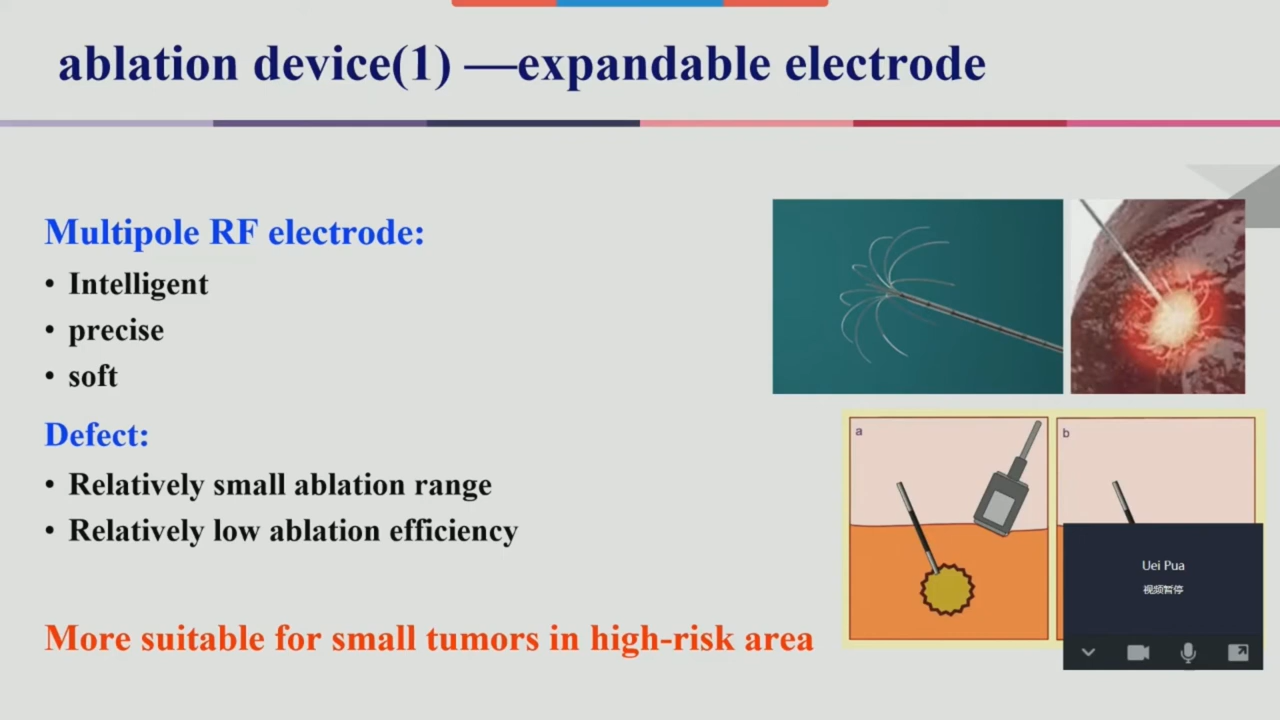 ablation device(1) —expandable electrode
Multipole RF electrode:
• Intelligent
• precise
• soft
Defect:
• Relatively small ablation range
• Relatively low ablation efficiency
More suitable for small tumors in high-risk area
a
b
Uei Pua
视频暂停